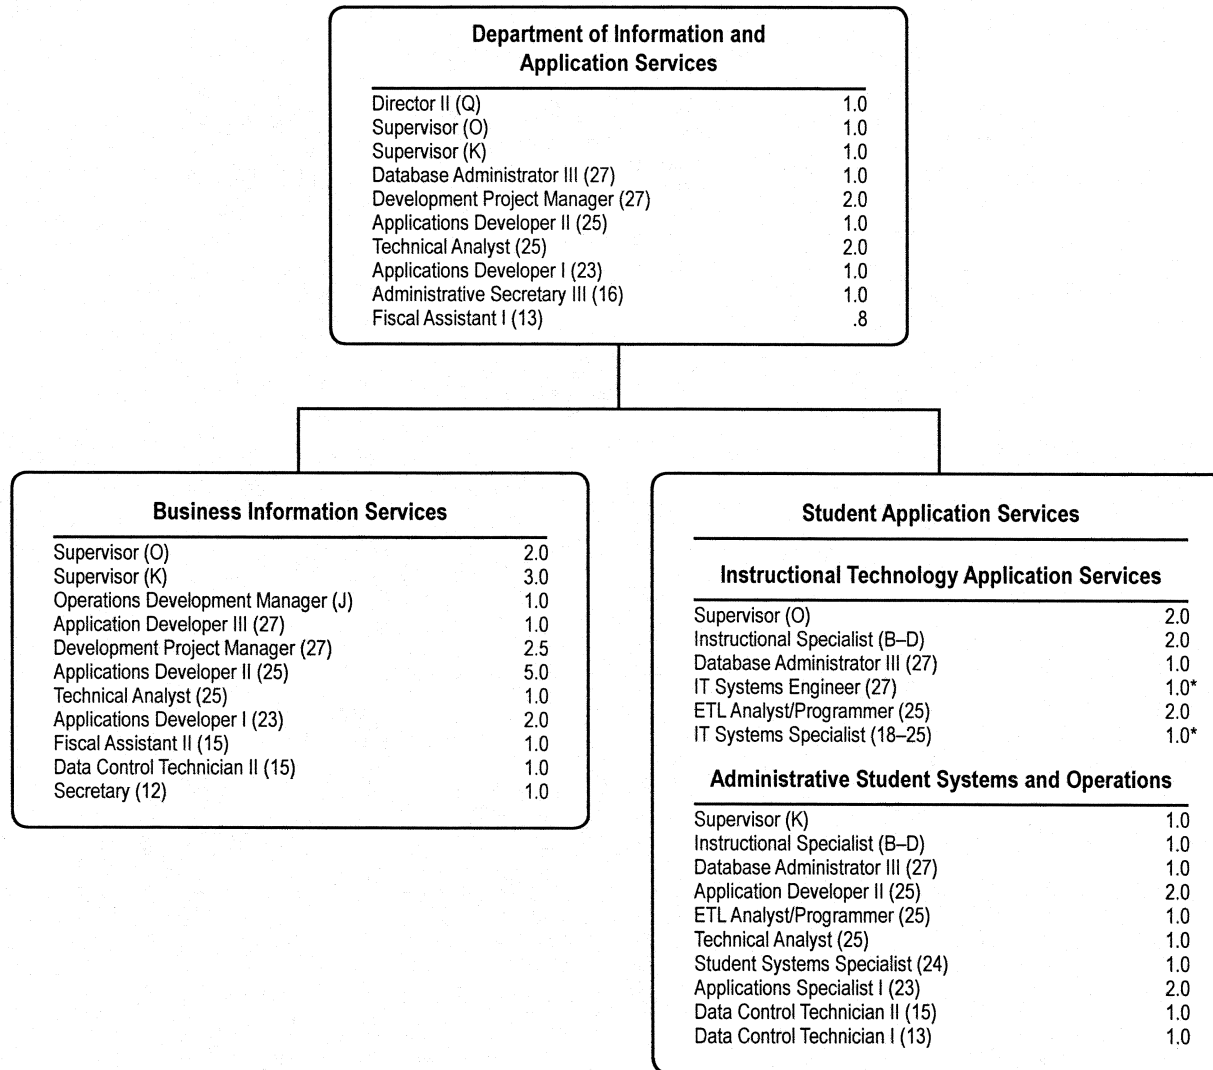 Department of Information and
Application Services
Director II (Q) 1.0
Supervisor (O) 1.0
Supervisor (K) 1.0
Database Administrator III (27) 1.0
Development Project Manager (27) 2.0
Applications Developer II (25) 1.0
Technical Analyst (25) 2.0
Applications Developer I (23) 1.0
Administrative Secretary III (16) 1.0
Fiscal Assistant I (13) .8
Business Information Services
Supervisor (O) 2.0
Supervisor (K) 3.0
Operations Development Manager (J) 1.0
Application Developer III (27) 1.0
Development Project Manager (27) 2.5
Applications Developer II (25) 5.0
Technical Analyst (25) 1.0
Applications Developer I (23) 2.0
Fiscal Assistant II (15) 1.0
Data Control Technician II (15) 1.0
Secretary (12) 1.0
Student Application Services
Instructional Technology Application Services
Supervisor (O) 2.0
Instructional Specialist (B–D) 2.0
Database Administrator III (27) 1.0
IT Systems Engineer (27) 1.0*
ETL Analyst/Programmer (25) 2.0
IT Systems Specialist (18–25) 1.0*
Administrative Student Systems and Operations
Supervisor (K) 1.0
Instructional Specialist (B–D) 1.0
Database Administrator III (27) 1.0
Application Developer II (25) 2.0
ETL Analyst/Programmer (25) 1.0
Technical Analyst (25) 1.0
Student Systems Specialist (24) 1.0
Applications Specialist I (23) 2.0
Data Control Technician II (15) 1.0
Data Control Technician I (13) 1.0